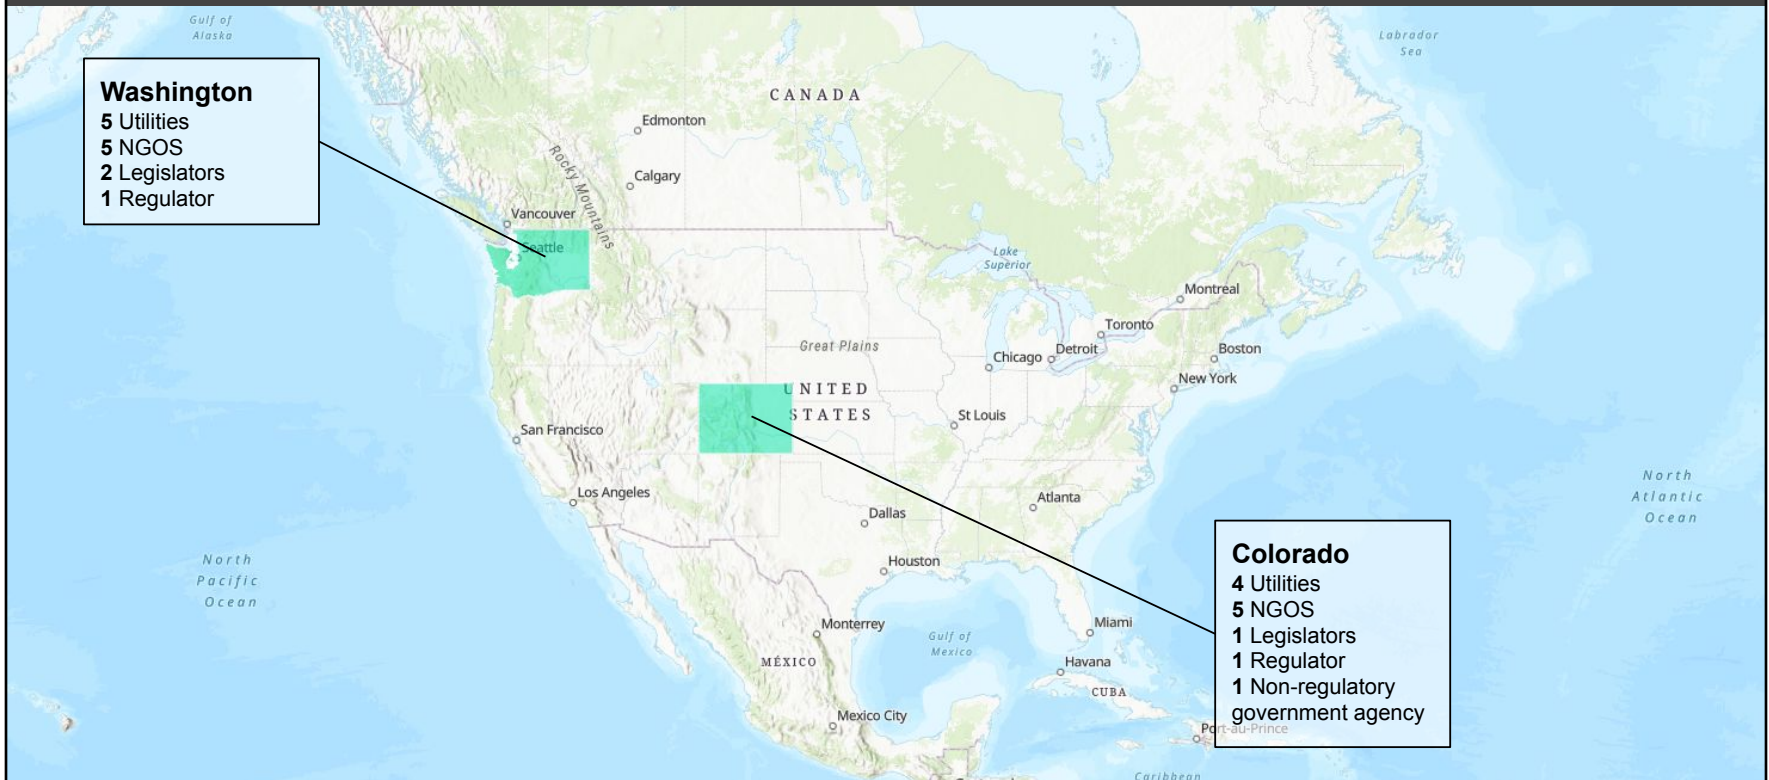 Gulf of
Alaska
Labrador
Sea
Washington
5 Utilities
5 NGOS
2 Legislators
1 Regulator
CANADA
Edmonton
Rocky Mountains
Calgary
Vancouver
Seattle
Lake
Superior
Montreal
Toronto
Great Plains
Chicago
Detroit
Boston
New York
UNITED
STATES
St Louis
San Francisco
Los Angeles
Atlanta
Dallas
North
Atlantic
Ocean
North
Pacific
Ocean
Houston
Colorado
4 Utilities
5 NGOS
1 Legislators
1 Regulator
1 Non-regulatory
government agency
Monterrey
Gulf of
Mexico
Miami
MÉXICO
Havana
CUBA
Mexico City
Port-au-Prince
Caribbean